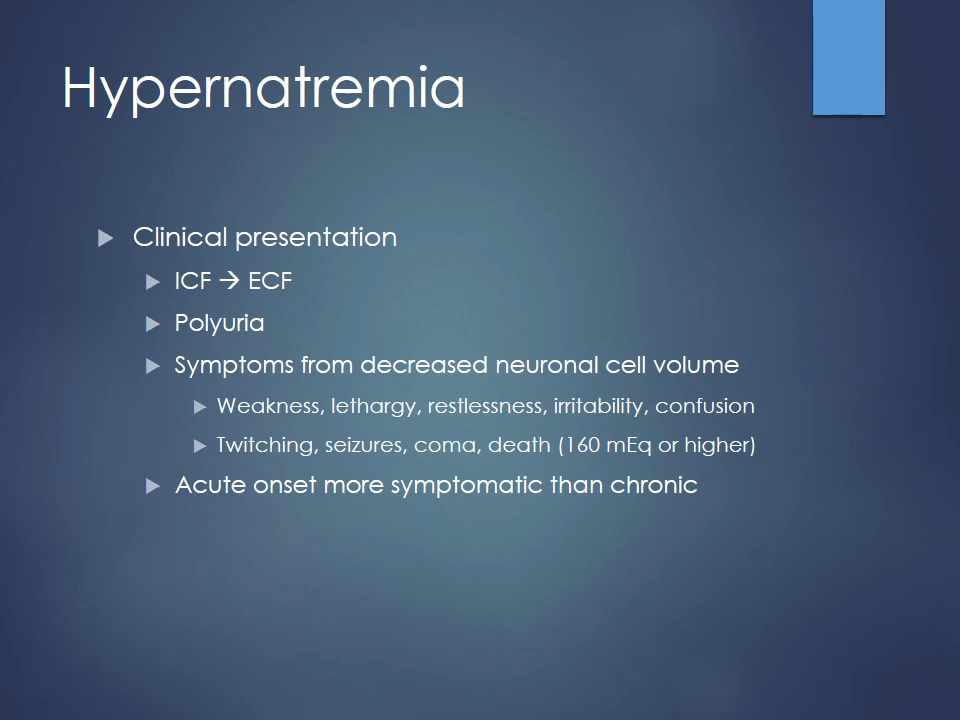 Hypernatremia
Clinical presentation
ICF → ECF
Polyuria
Symptoms from decreased neuronal cell volume
Weakness, lethargy, restlessness, irritability, confusion
Twitching, seizures, coma, death (160 mEq or higher)
Acute onset more symptomatic than chronic